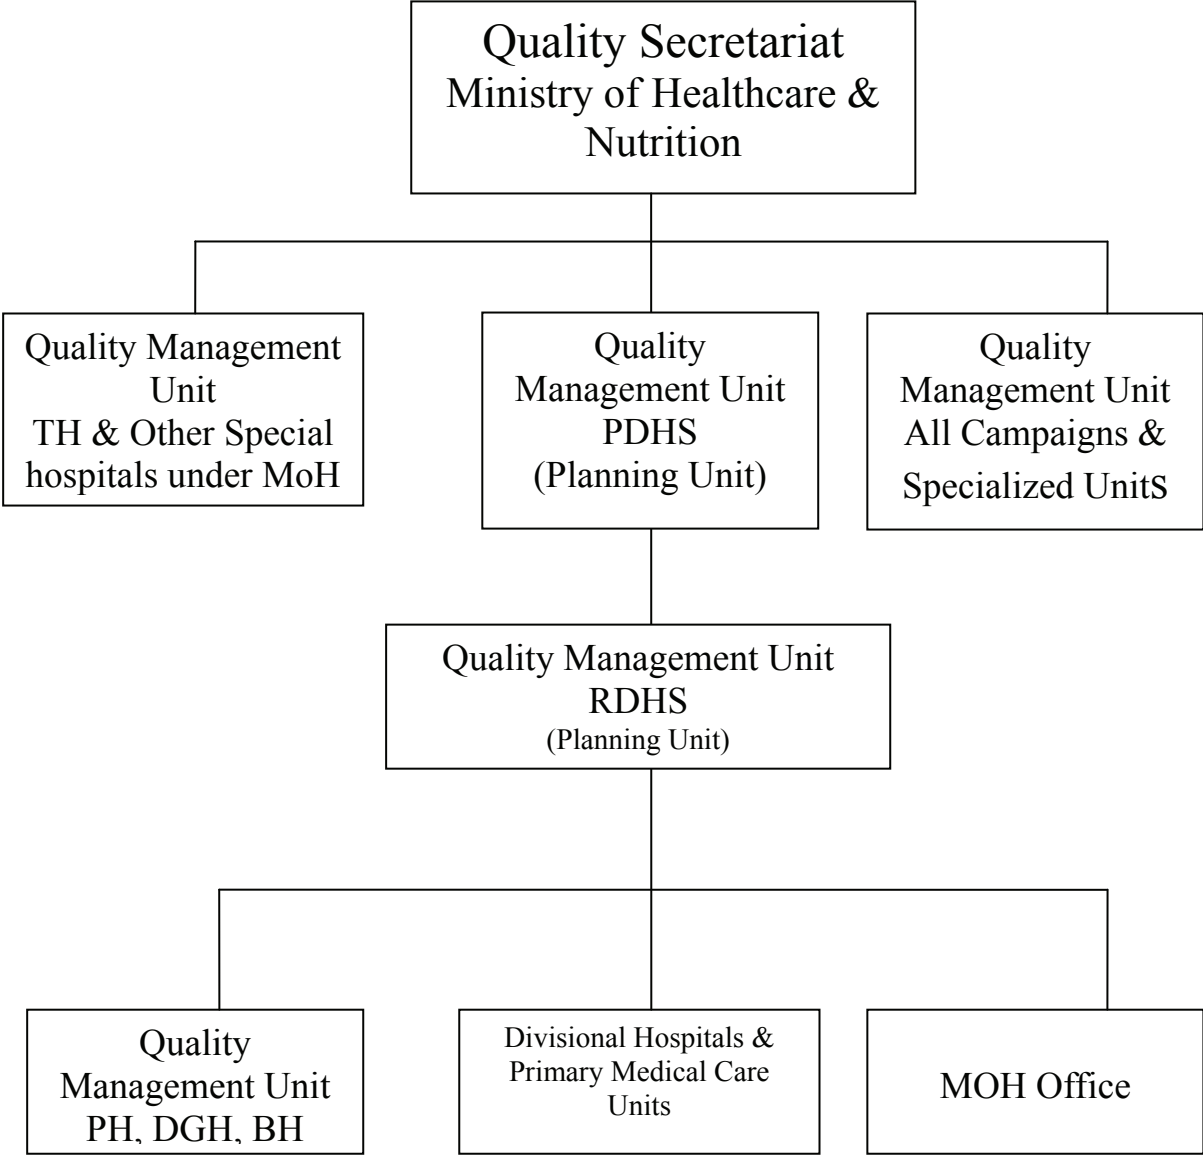 Quality Secretariat
Ministry of Healthcare &
Nutrition
Quality Management
Unit
TH & Other Special
hospitals under MoH
Quality
Management Unit
PDHS
(Planning Unit)
Quality
Management Unit
All Campaigns &
Specialized Units
Quality Management Unit
RDHS
(Planning Unit)
Quality
Management Unit
PH, DGH, BH
Divisional Hospitals &
Primary Medical Care
Units
MOH Office